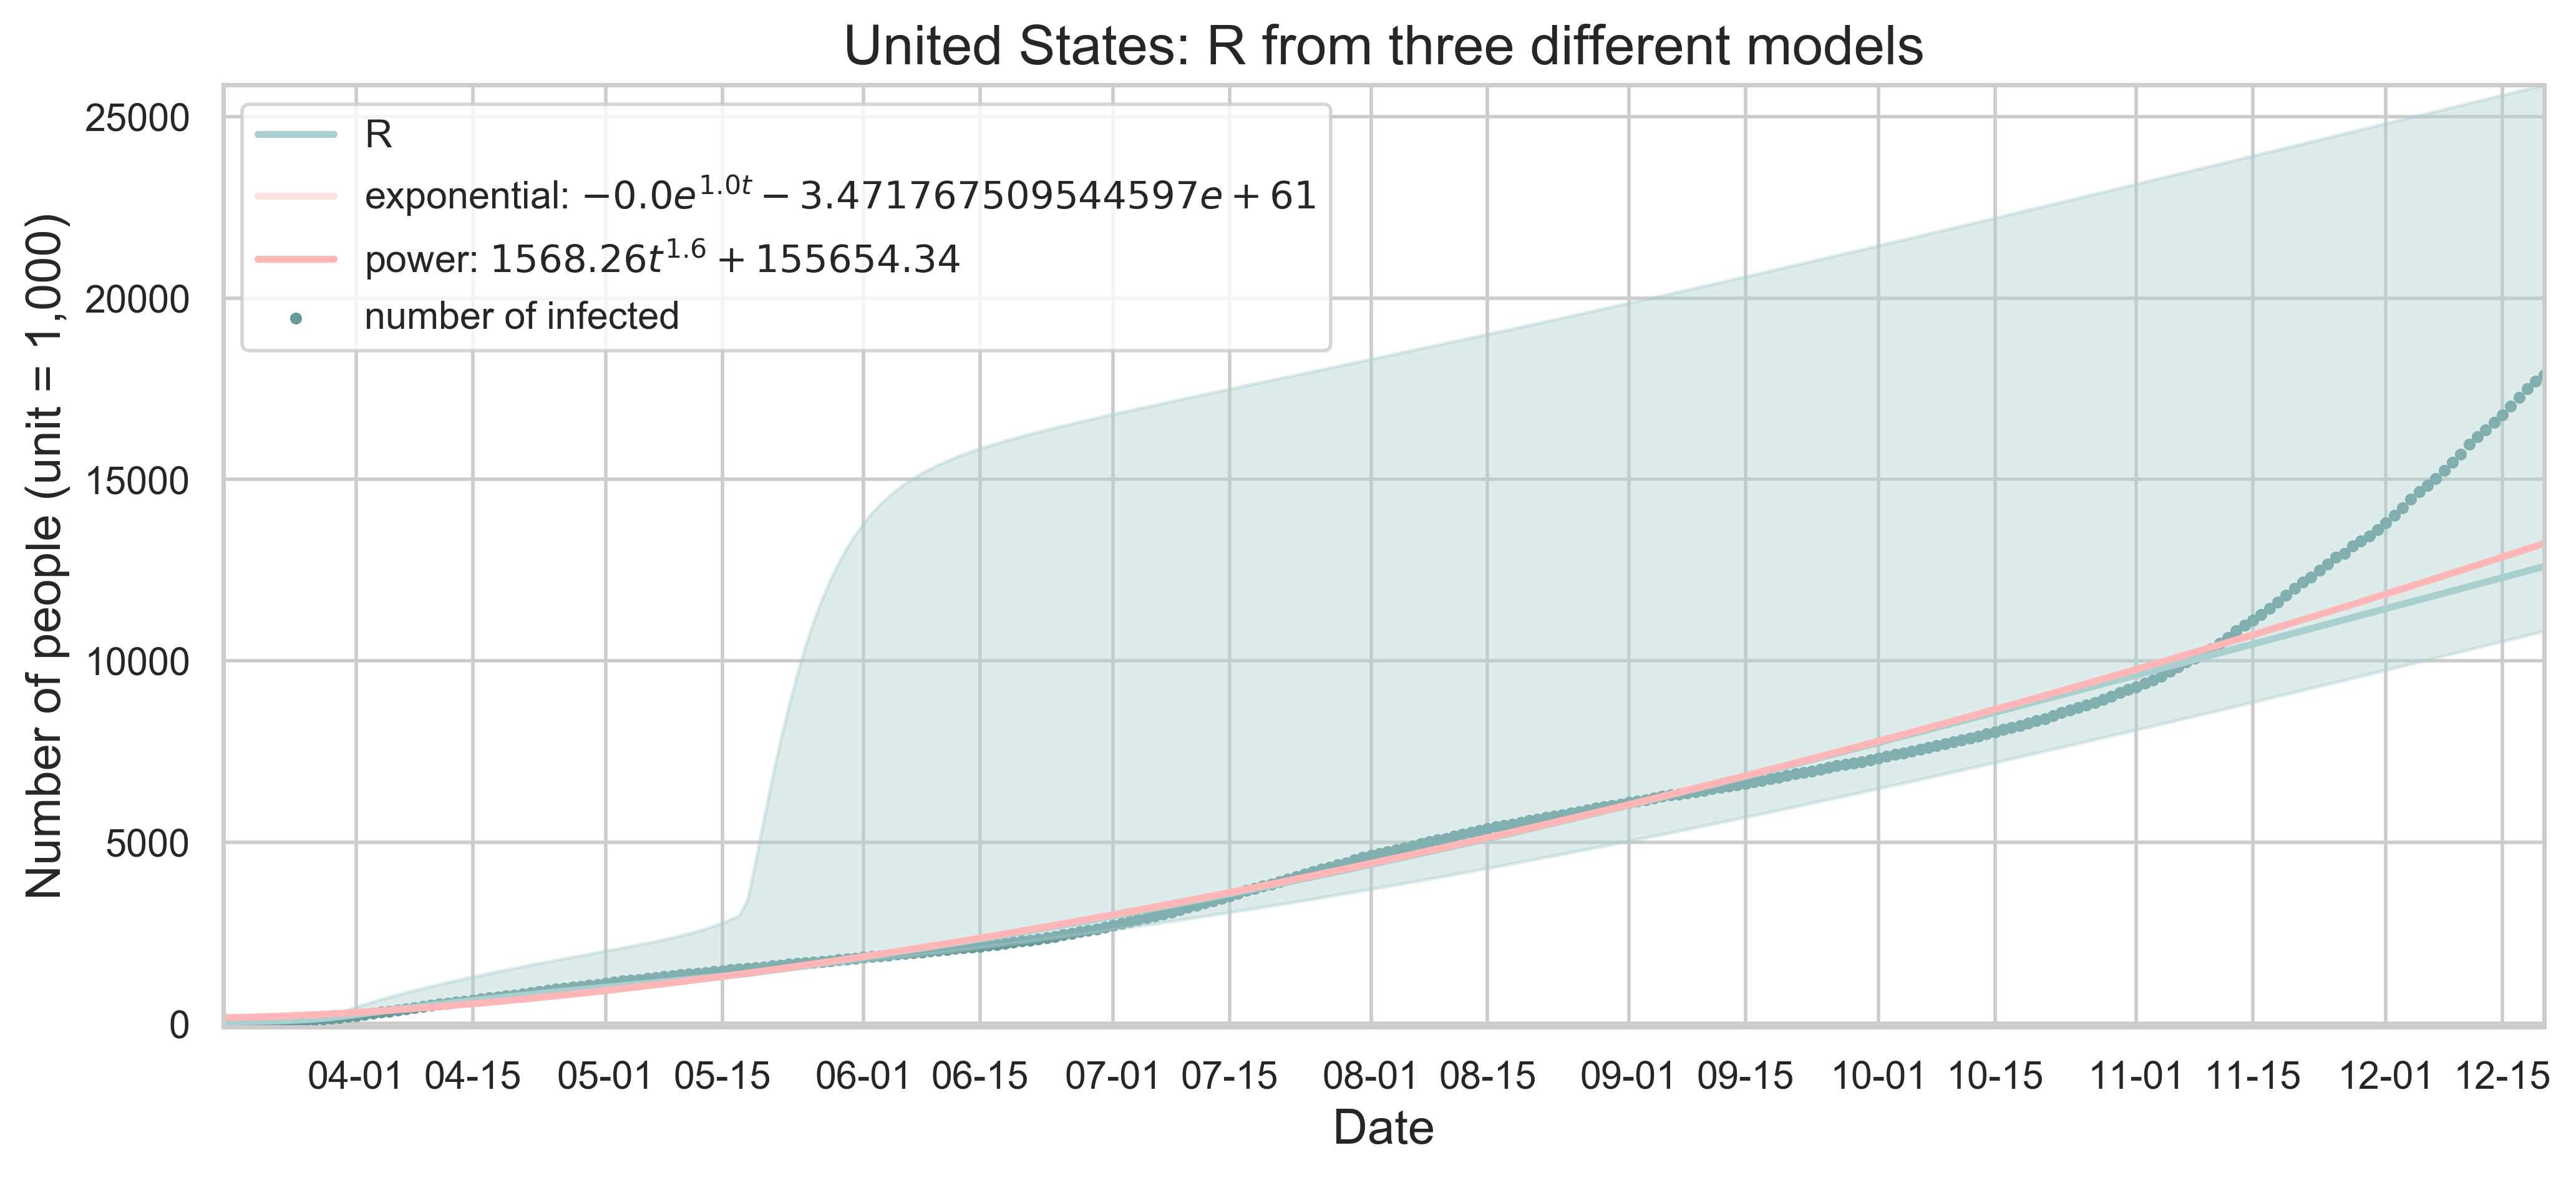 United States: R from three different models
Number of people (unit = 1,000)
25000
20000
15000
10000
5000
0
R
exponential: −0.0e^{1.0t} − 3.471767509544597e + 61
power: 1568.26t^{1.6} + 155654.34
number of infected
04-01 04-15 05-01 05-15 06-01 06-15 07-01 07-15 08-01 08-15 09-01 09-15 10-01 10-15 11-01 11-15 12-01 12-15
Date